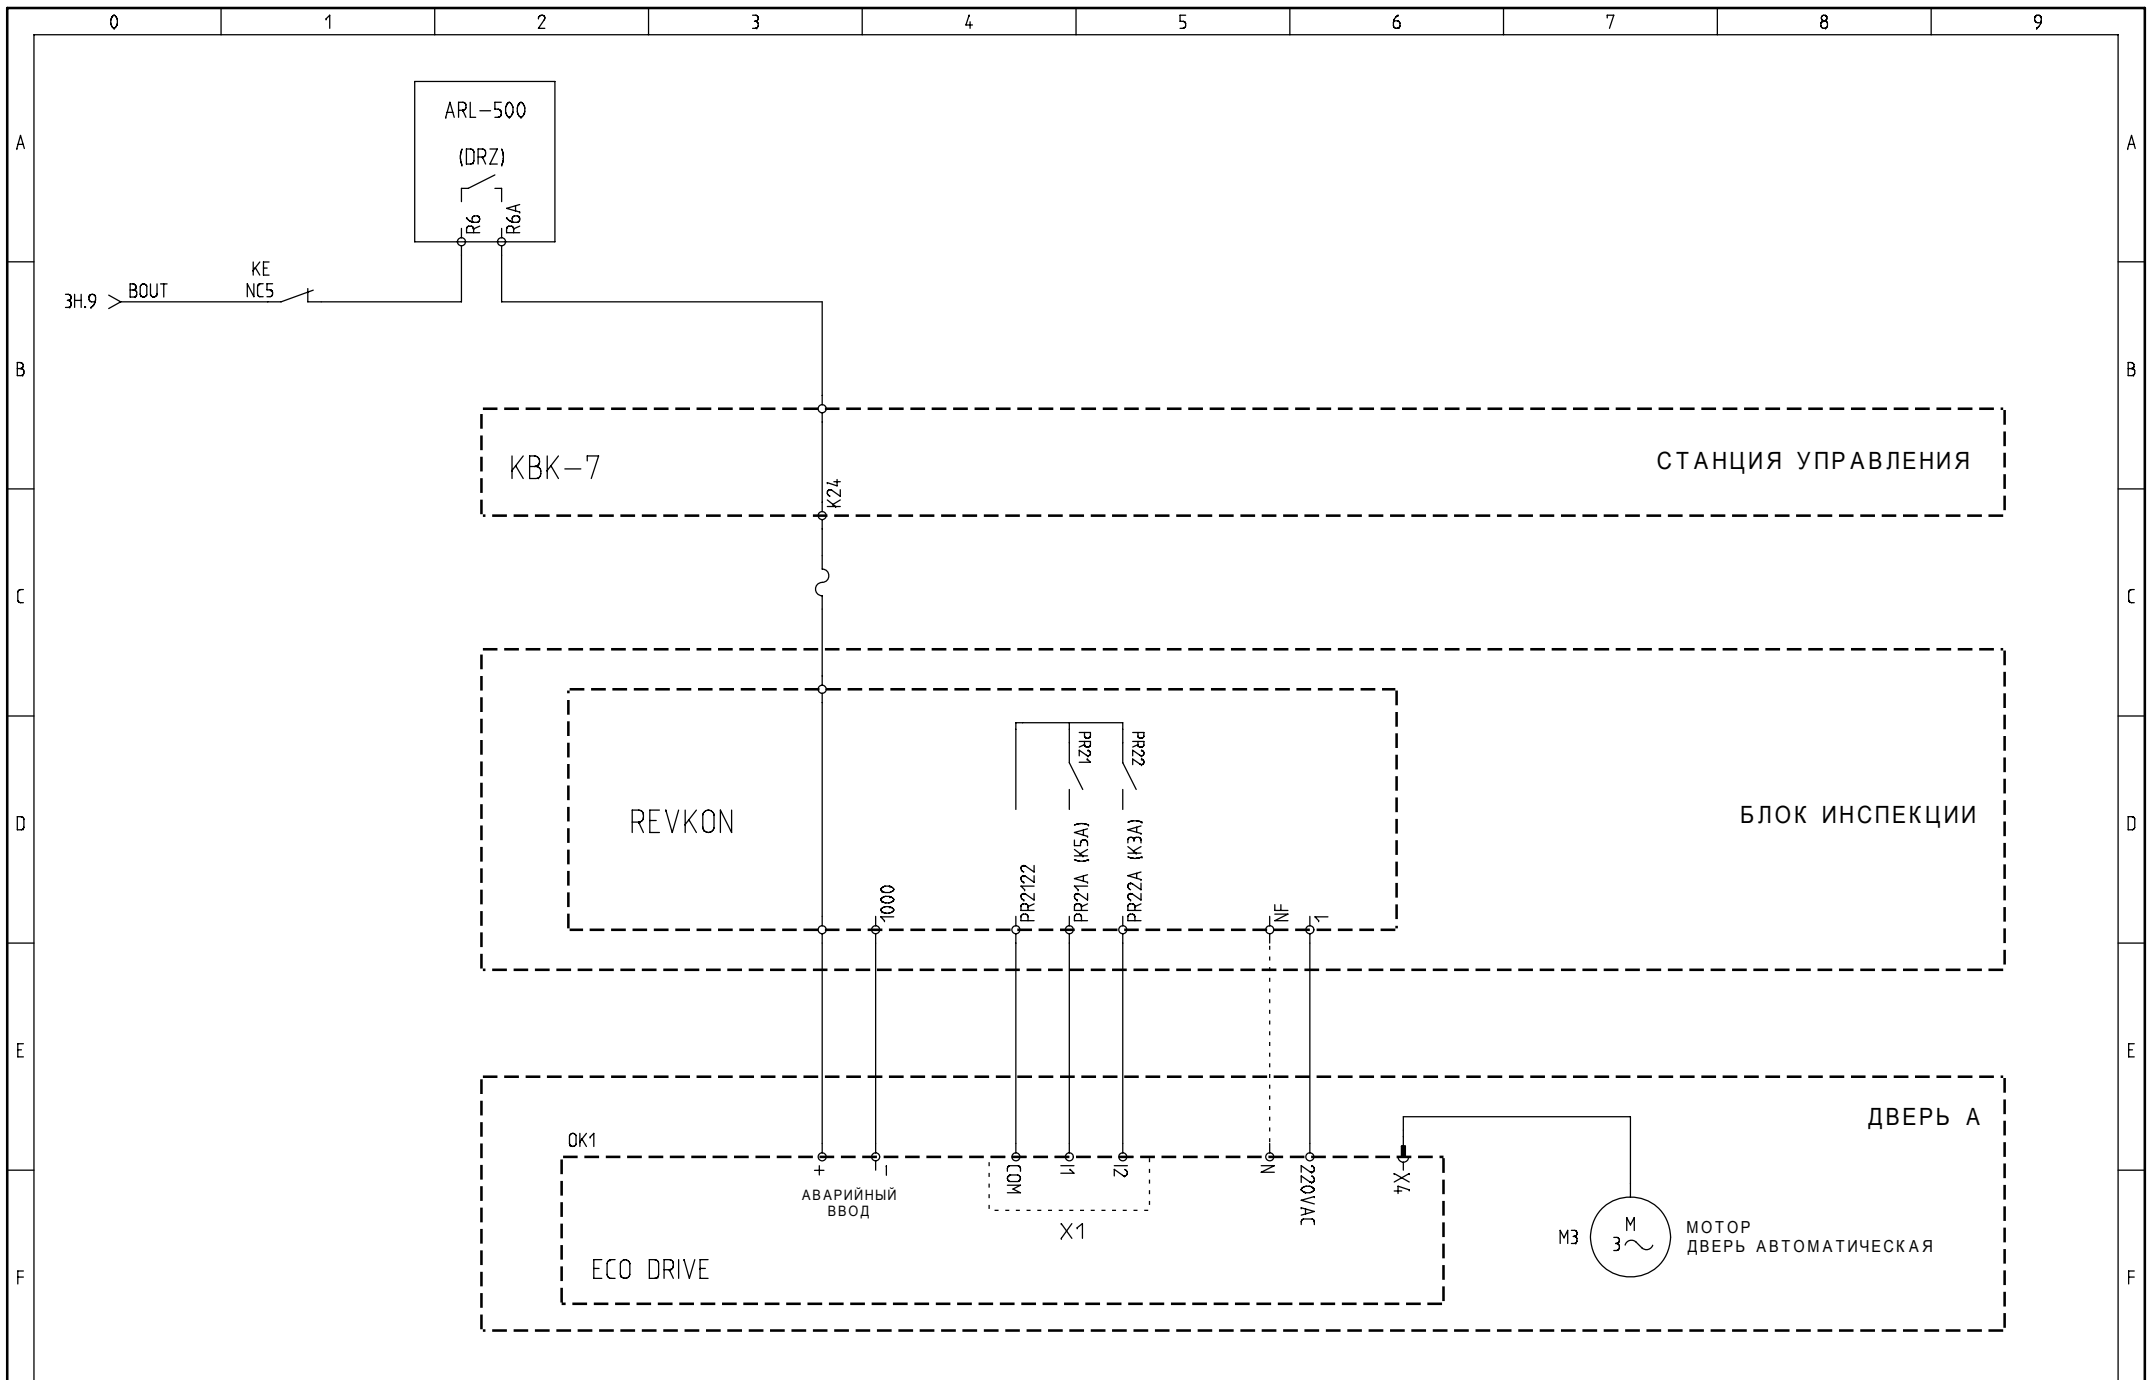 0 1 2 3 4 5 6 7 8 9
ARL-500
A A
(DRZ)
R6 R6A
KE
3H.9 BOUT NC5
B B
KBK-7 СТАНЦИЯ УПРАВЛЕНИЯ
K24
C C
PR21 PR22
REVKON БЛОК ИНСПЕКЦИИ
D D
1000 PR2122 PR21A (K5A) PR22A (K3A) NF 1
E E
ДВЕРЬ А
OK1
+ - COM I1 I2 N 220VAC X4
АВАРИЙНЫЙ
ВВОД
X1
M3 M
3~
МОТОР
ДВЕРЬ АВТОМАТИЧЕСКАЯ
ECO DRIVE
F F